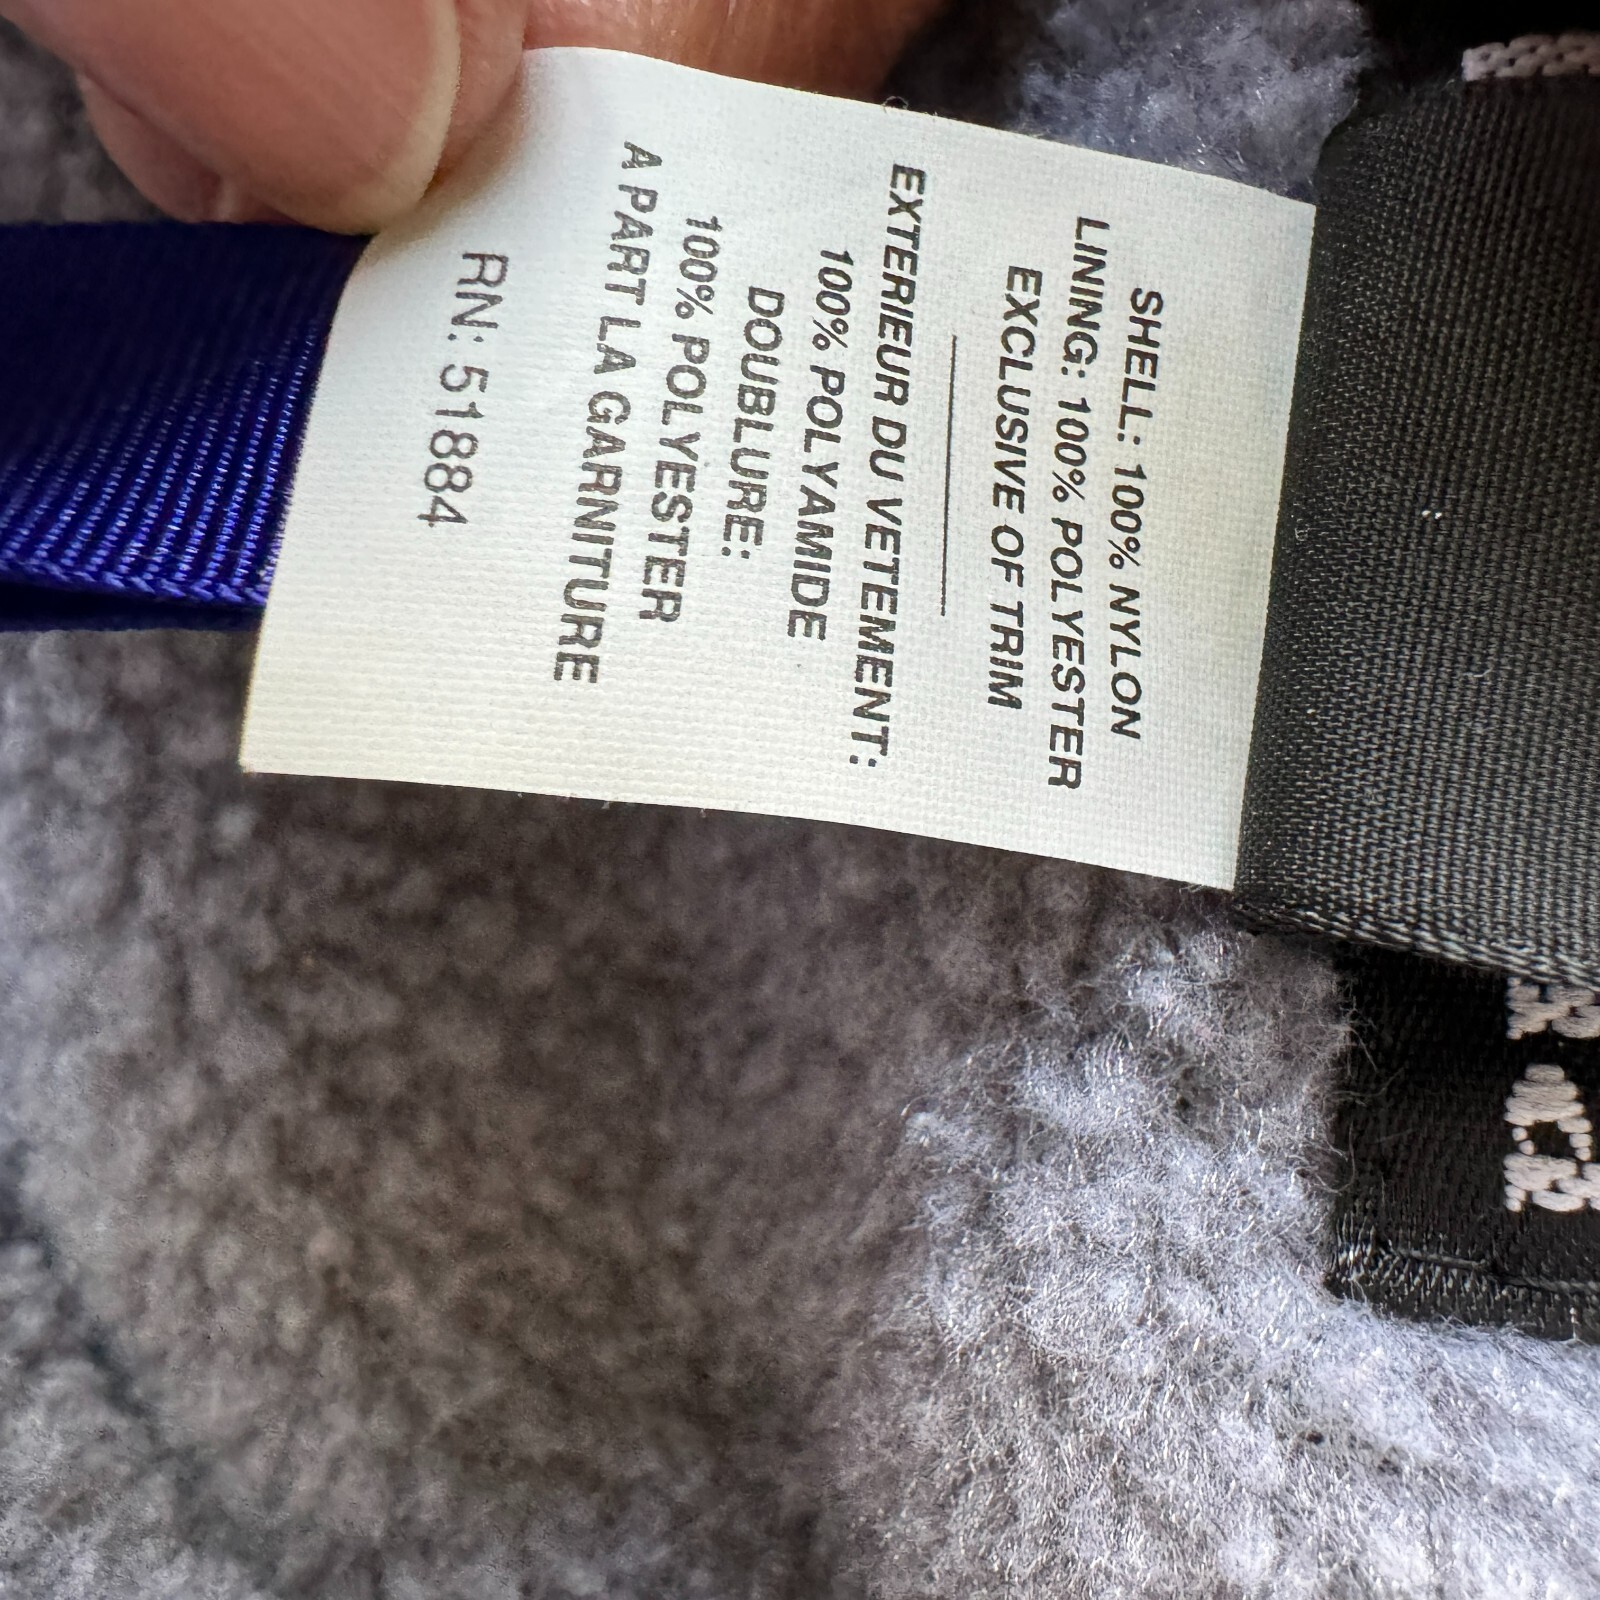 SHELL: 100% NYLON
LINING: 100% POLYESTER
EXCLUSIVE OF TRIM
EXTERIEUR DU VETEMENT:
100% POLYAMIDE
DOUBLURE:
100% POLYESTER
A PART LA GARNITURE
RN: 51884